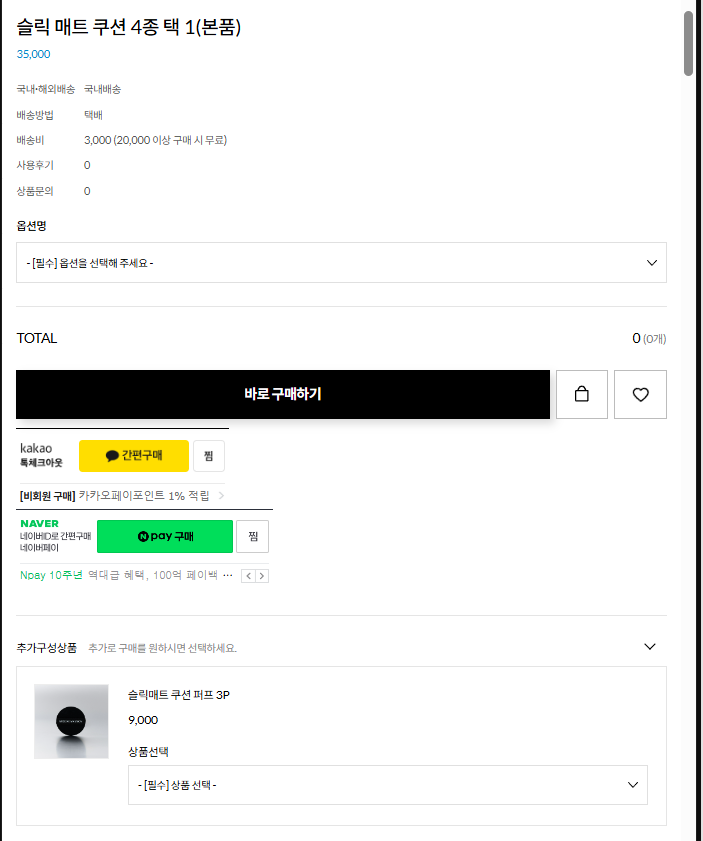 슬릭 매트 쿠션 4종 택 1(본품)
35,000
국내·해외배송 국내배송
배송방법 택배
배송비 3,000 (20,000 이상 구매 시 무료)
사용후기 0
상품문의 0
옵션명
- [필수] 옵션을 선택해 주세요 -
TOTAL 0 (0개)
바로 구매하기
kakao
톡체크아웃
간편구매 찜
[비회원 구매] 카카오페이포인트 1% 적립
NAVER
네이버ID로 간편구매
네이버페이
N pay 구매 찜
Npay 10주년 역대급 혜택, 100억 페이백 ···
추가구성상품 추가로 구매를 원하시면 선택하세요.
슬릭매트 쿠션 퍼프 3P
9,000
상품선택
- [필수] 상품 선택 -